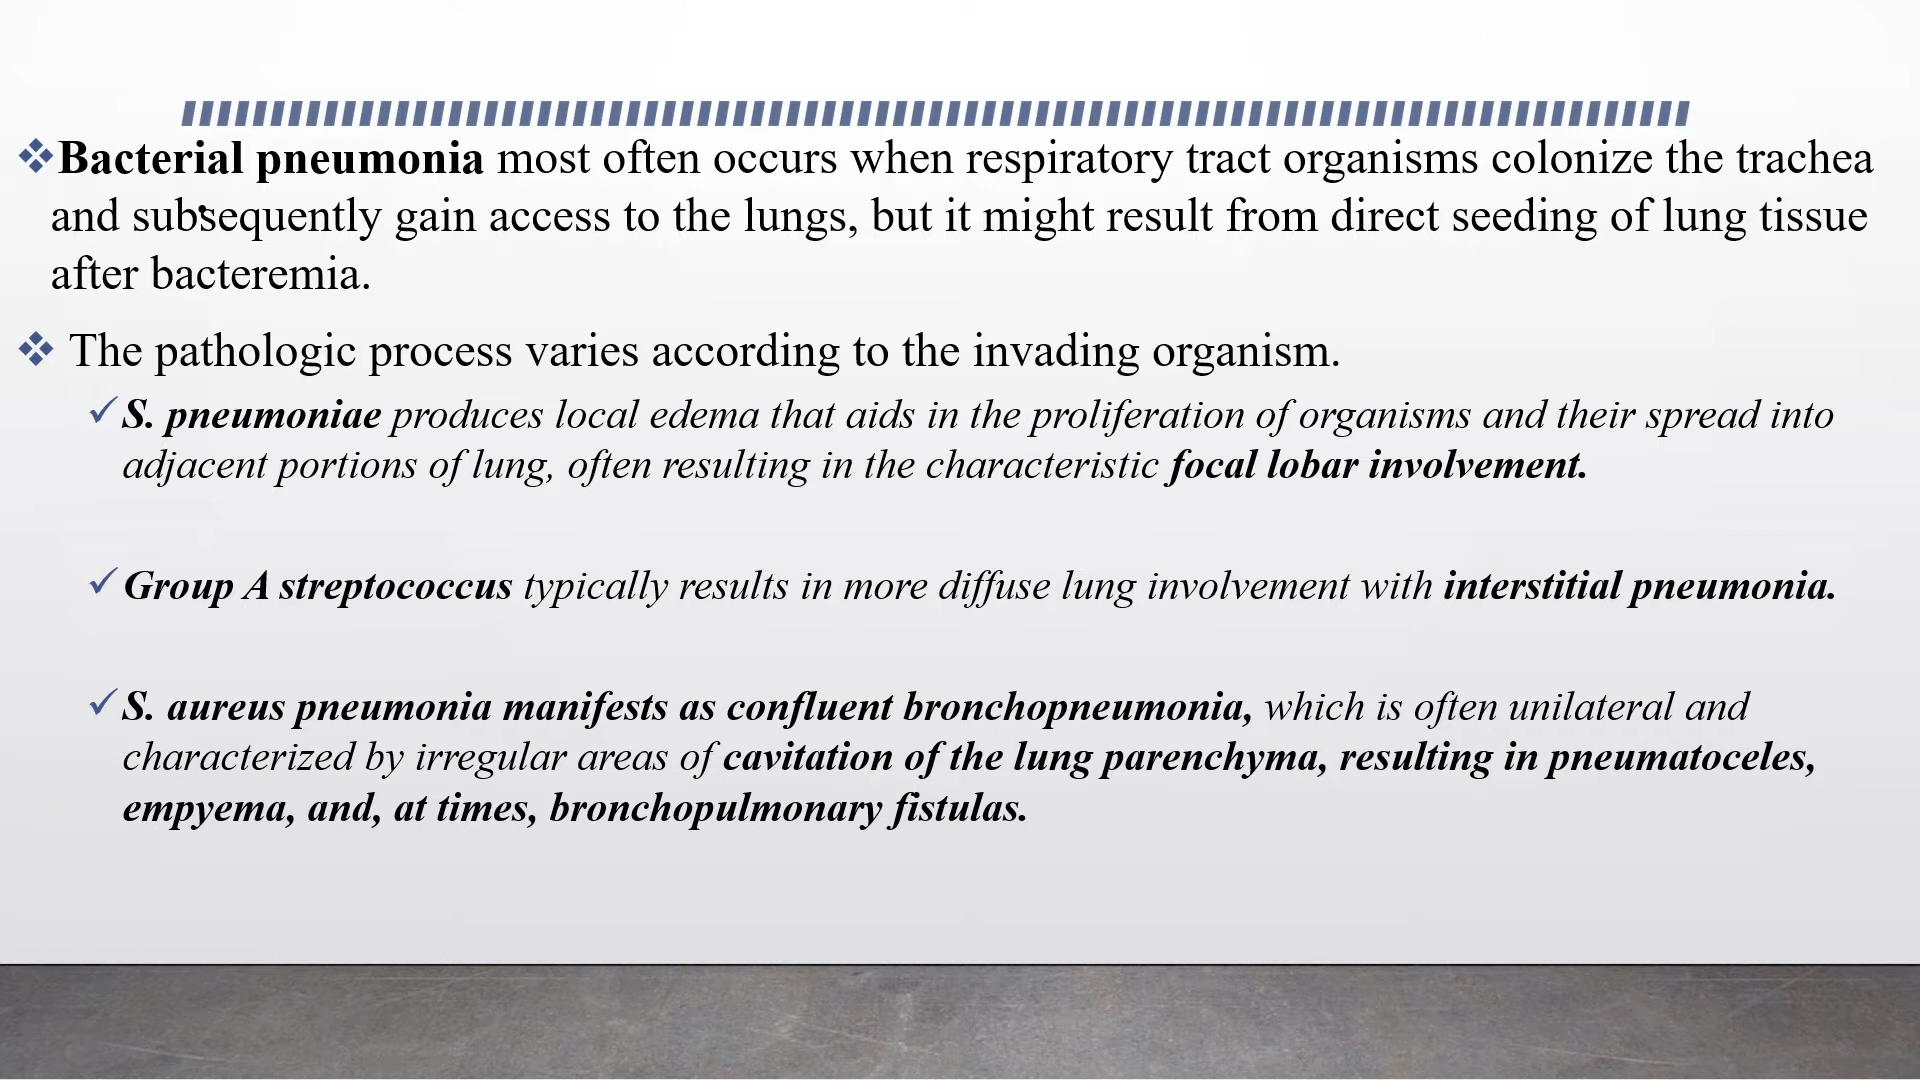 ❖Bacterial pneumonia most often occurs when respiratory tract organisms colonize the trachea
and subsequently gain access to the lungs, but it might result from direct seeding of lung tissue
after bacteremia.
❖ The pathologic process varies according to the invading organism.
✓S. pneumoniae produces local edema that aids in the proliferation of organisms and their spread into
adjacent portions of lung, often resulting in the characteristic focal lobar involvement.
✓Group A streptococcus typically results in more diffuse lung involvement with interstitial pneumonia.
✓S. aureus pneumonia manifests as confluent bronchopneumonia, which is often unilateral and
characterized by irregular areas of cavitation of the lung parenchyma, resulting in pneumatoceles,
empyema, and, at times, bronchopulmonary fistulas.